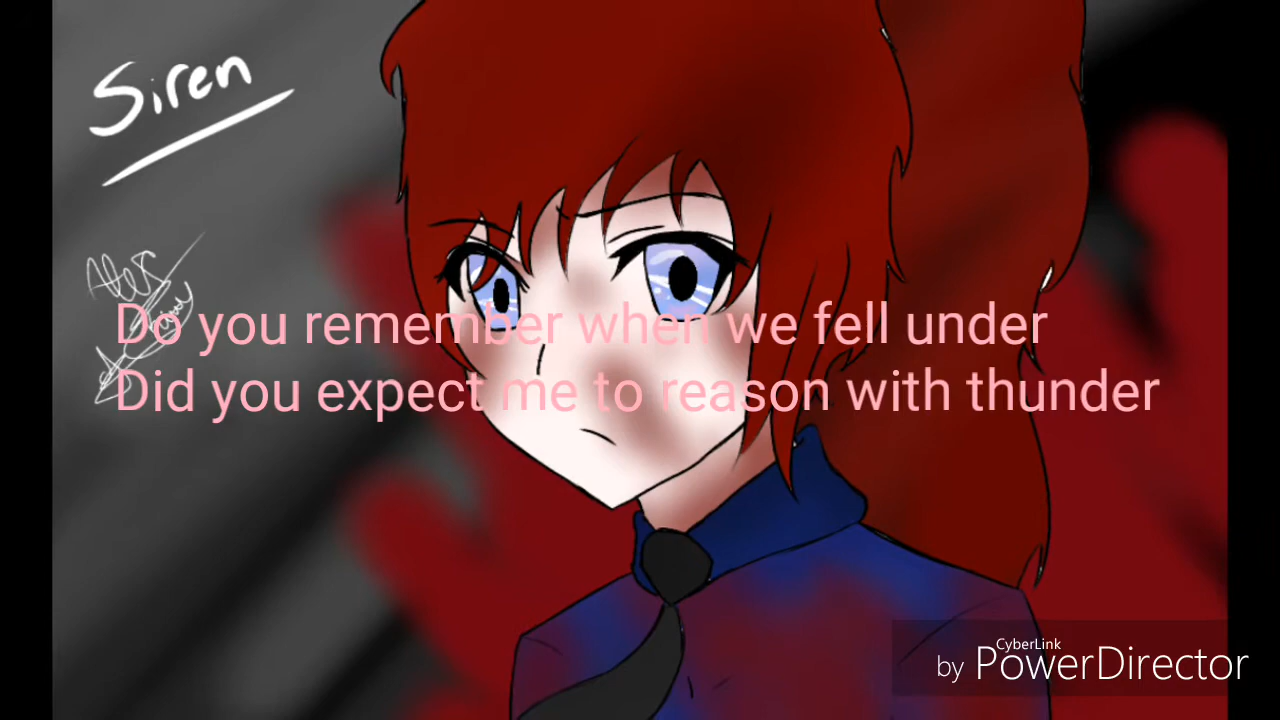 Siren
Do you remember when we fell under
Did you expect me to reason with thunder
CyberLink
by PowerDirector